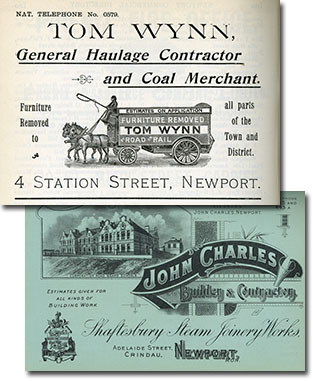 NAT. TELEPHONE No. 0579.
TOM WYNN,
General Haulage Contractor
and Coal Merchant.
Furniture
Removed
to
ESTIMATES ON APPLICATION
FURNITURE REMOVED
TOM WYNN
BY ROAD OR RAIL
all parts
of the
Town and
District.
4 STATION STREET, NEWPORT.
JOHN CHARLES, NEWPORT.
JOHN CHARLES
Builder & Contractor,
ESTIMATES GIVEN
FOR
ALL KINDS OF
BUILDING WORK
Shaftesbury Steam Joinery Works,
ADELAIDE STREET,
CRINDAU,
NEWPORT,
MON.